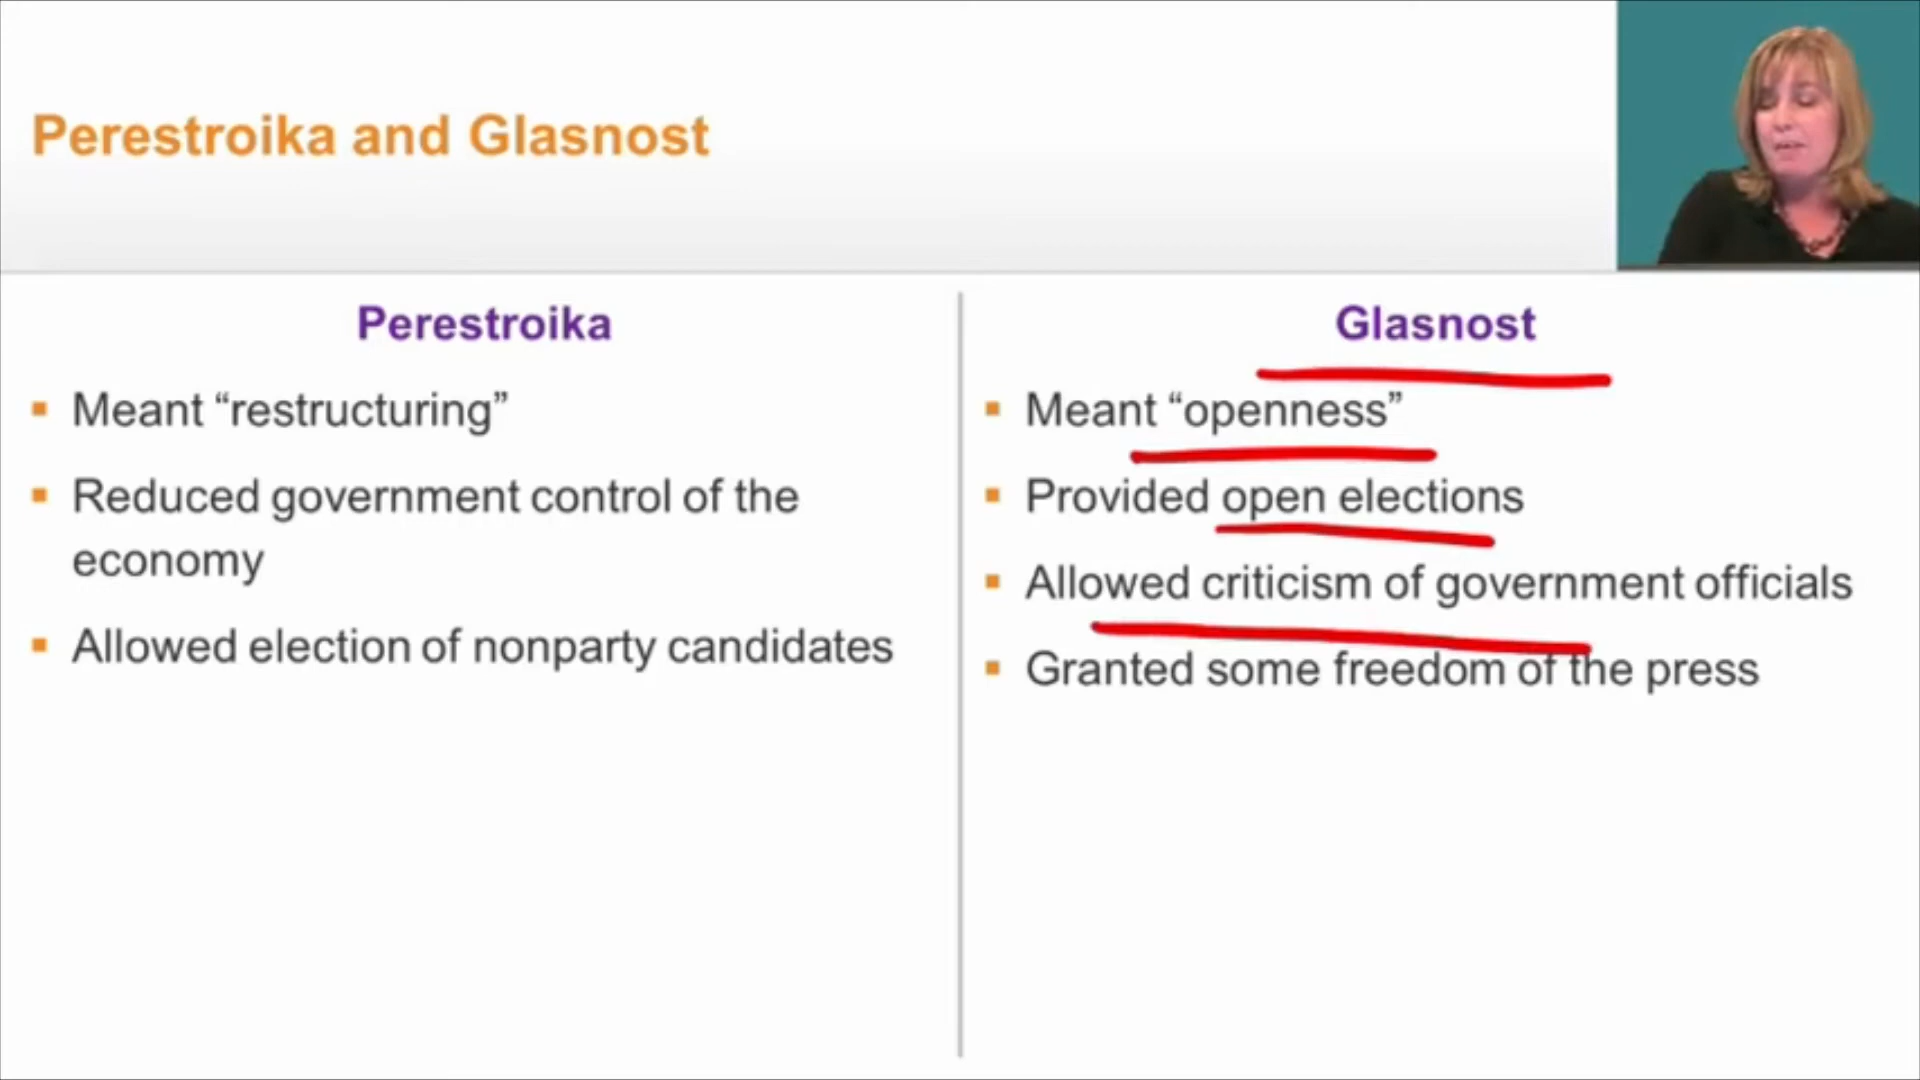 Perestroika and Glasnost
Perestroika
Meant “restructuring”
Reduced government control of the
economy
Allowed election of nonparty candidates
Glasnost
Meant “openness”
Provided open elections
Allowed criticism of government officials
Granted some freedom of the press